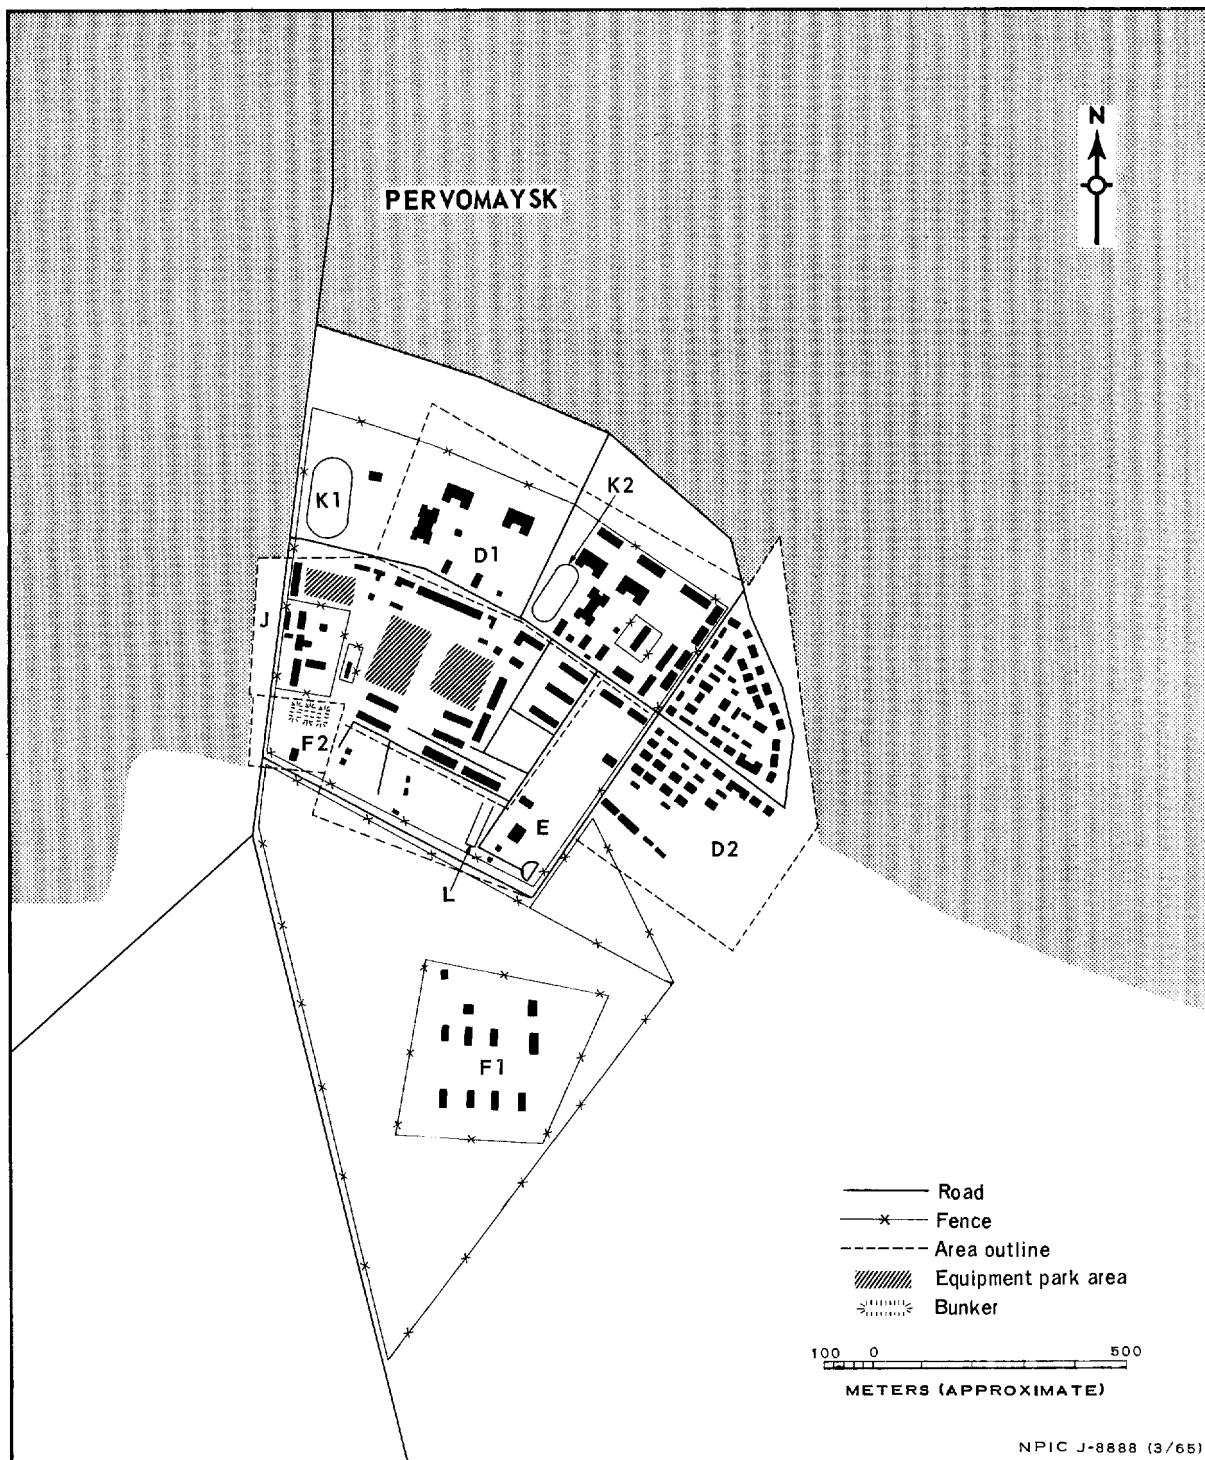 N
PERVOMAYSK
K2
K1
D1
J
F2
E
D2
L
F1
Road
Fence
Area outline
Equipment park area
Bunker
100 0 500
METERS (APPROXIMATE)
NPIC J-8888 (3/65)